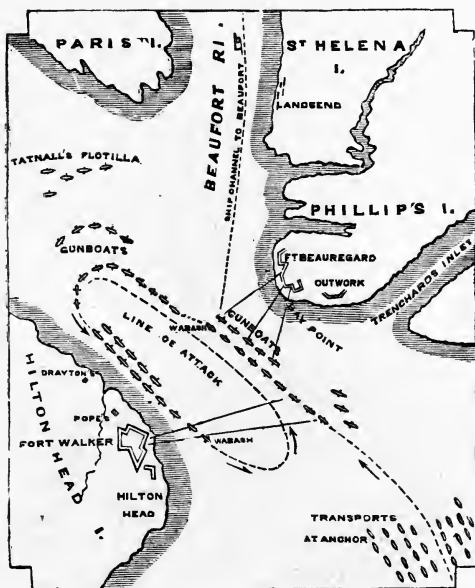 PARIS I.
BEAUFORT RI.
SHIP CHANNEL TO BEAUFORT
ST HELENA
I.
LANDSEND
TATNALL'S FLOTILLA
PHILLIP'S I.
GUNBOATS
FT BEAUREGARD
OUTWORK
TRENCHARDS INLET
BAY POINT
GUNBOATS
WABASH
LINE OF ATTACK
HILTON HEAD I.
DRAYTON'S
POPE'S
FORT WALKER
WABASH
HILTON
HEAD
TRANSPORTS
AT ANCHOR